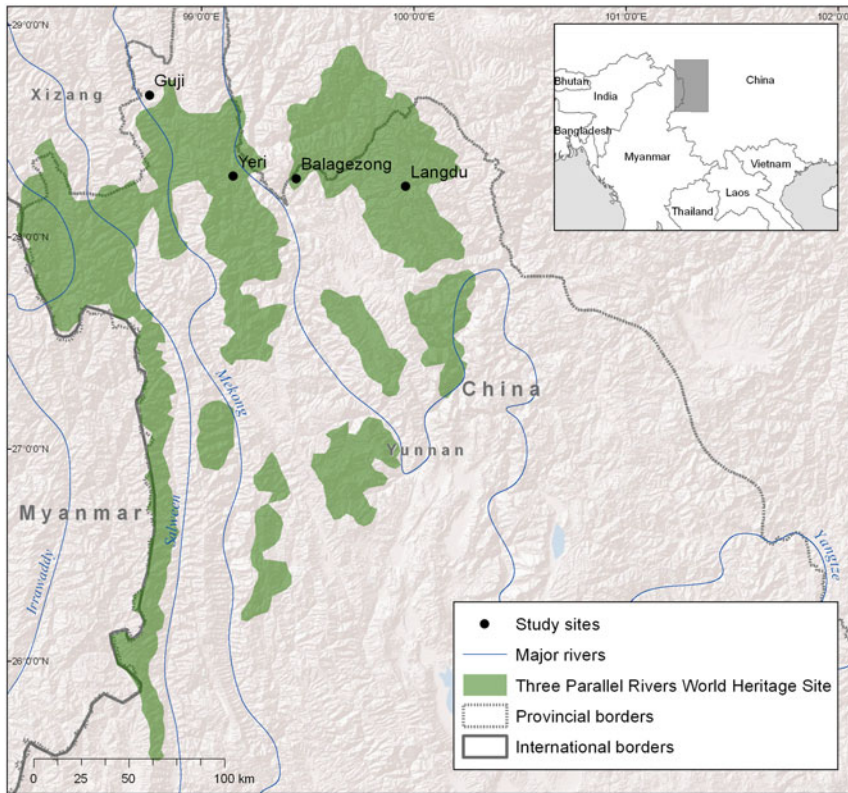 99°0'0"E
100°0'0"E
101°0'0"E
102°0'0"E
29°0'0"N
28°0'0"N
27°0'0"N
26°0'0"N
Guji
Xizang
Yeri
Balagezong
Langdu
China
Yunnan
Myanmar
Mekong
Salween
Irrawaddy
Yangtze
Bhutan
India
China
Bangladesh
Myanmar
Vietnam
Laos
Thailand
Study sites
Major rivers
Three Parallel Rivers World Heritage Site
Provincial borders
International borders
0 25 50 100 km